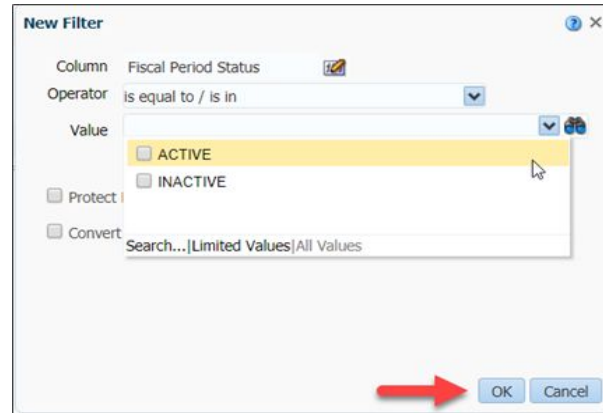 New Filter
Column Fiscal Period Status
Operator is equal to / is in
Value
ACTIVE
INACTIVE
Protect
Convert
Search...|Limited Values|All Values
OK Cancel